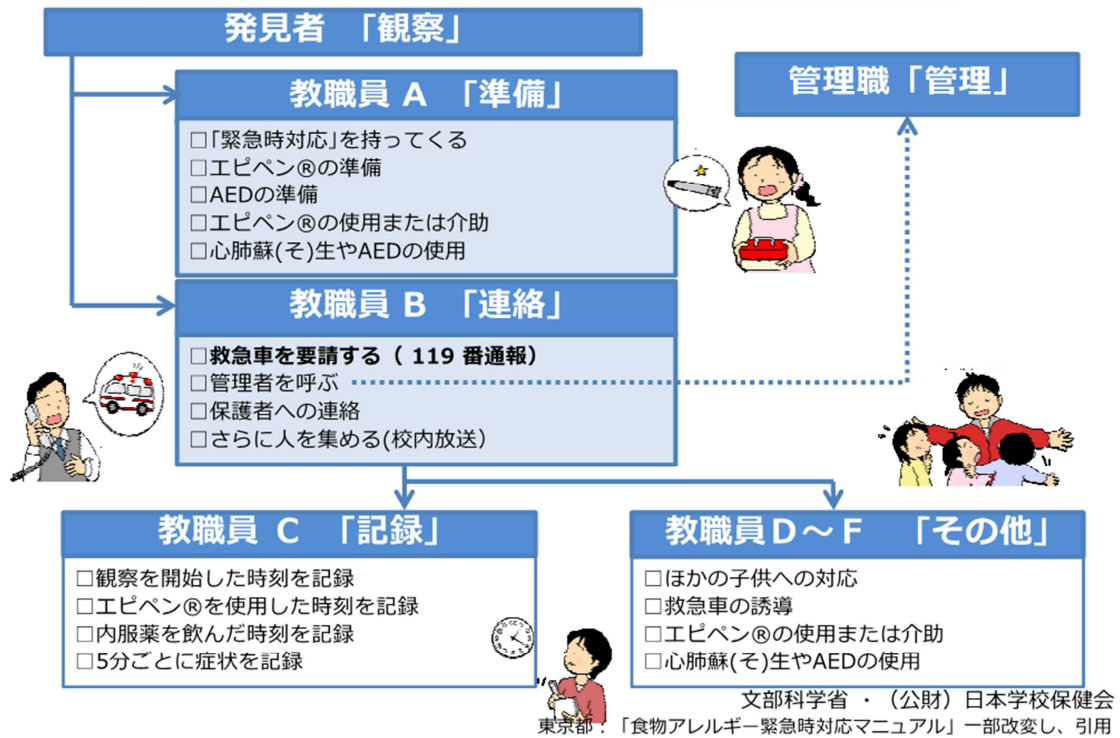 発見者 「観察」
教職員 A 「準備」
□「緊急時対応」を持ってくる
□エピペン®の準備
□AEDの準備
□エピペン®の使用または介助
□心肺蘇(そ)生やAEDの使用
管理職「管理」
教職員 B 「連絡」
□救急車を要請する（ 119 番通報）
□管理者を呼ぶ
□保護者への連絡
□さらに人を集める(校内放送）
教職員 C 「記録」
□観察を開始した時刻を記録
□エピペン®を使用した時刻を記録
□内服薬を飲んだ時刻を記録
□5分ごとに症状を記録
教職員D～F 「その他」
□ほかの子供への対応
□救急車の誘導
□エピペン®の使用または介助
□心肺蘇(そ)生やAEDの使用
文部科学省 ・（公財）日本学校保健会
東京都：「食物アレルギー緊急時対応マニュアル」一部改変し、引用